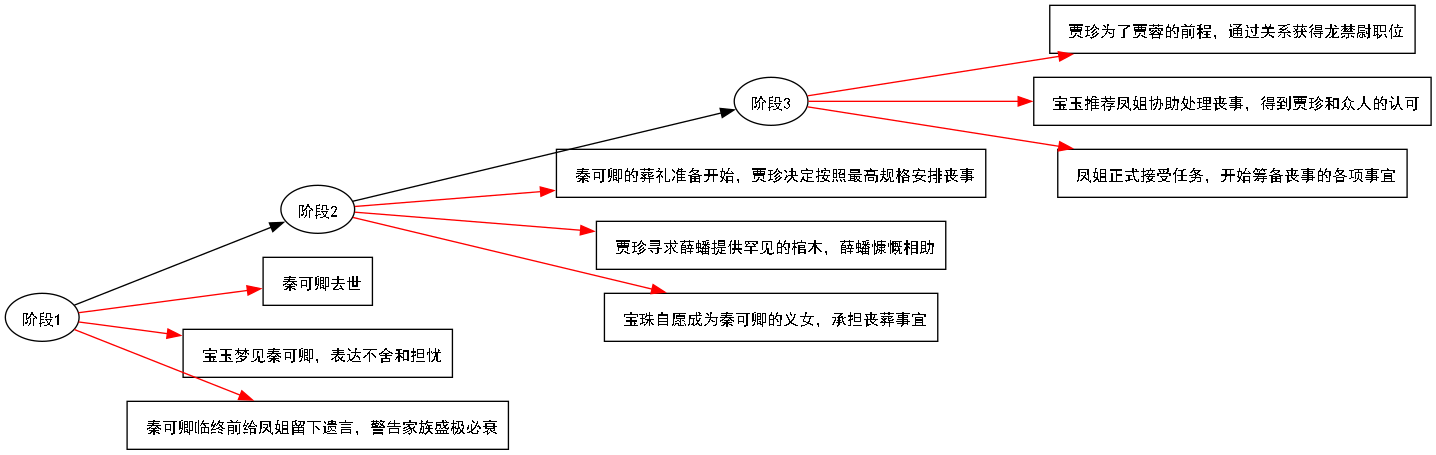 阶段1
秦可卿去世
宝玉梦见秦可卿，表达不舍和担忧
秦可卿临终前给凤姐留下遗言，警告家族盛极必衰
阶段2
秦可卿的葬礼准备开始，贾珍决定按照最高规格安排丧事
贾珍寻求薛蟠提供罕见的棺木，薛蟠慷慨相助
宝珠自愿成为秦可卿的义女，承担丧葬事宜
阶段3
贾珍为了贾蓉的前程，通过关系获得龙禁尉职位
宝玉推荐凤姐协助处理丧事，得到贾珍和众人的认可
凤姐正式接受任务，开始筹备丧事的各项事宜